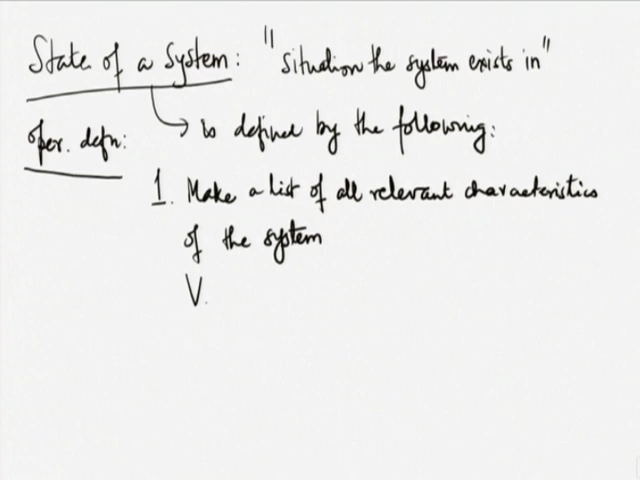 State of a System: "Situation the system exists in"
oper. defn: is defined by the following:
1. Make a list of all relevant characteristics
of the system
V.